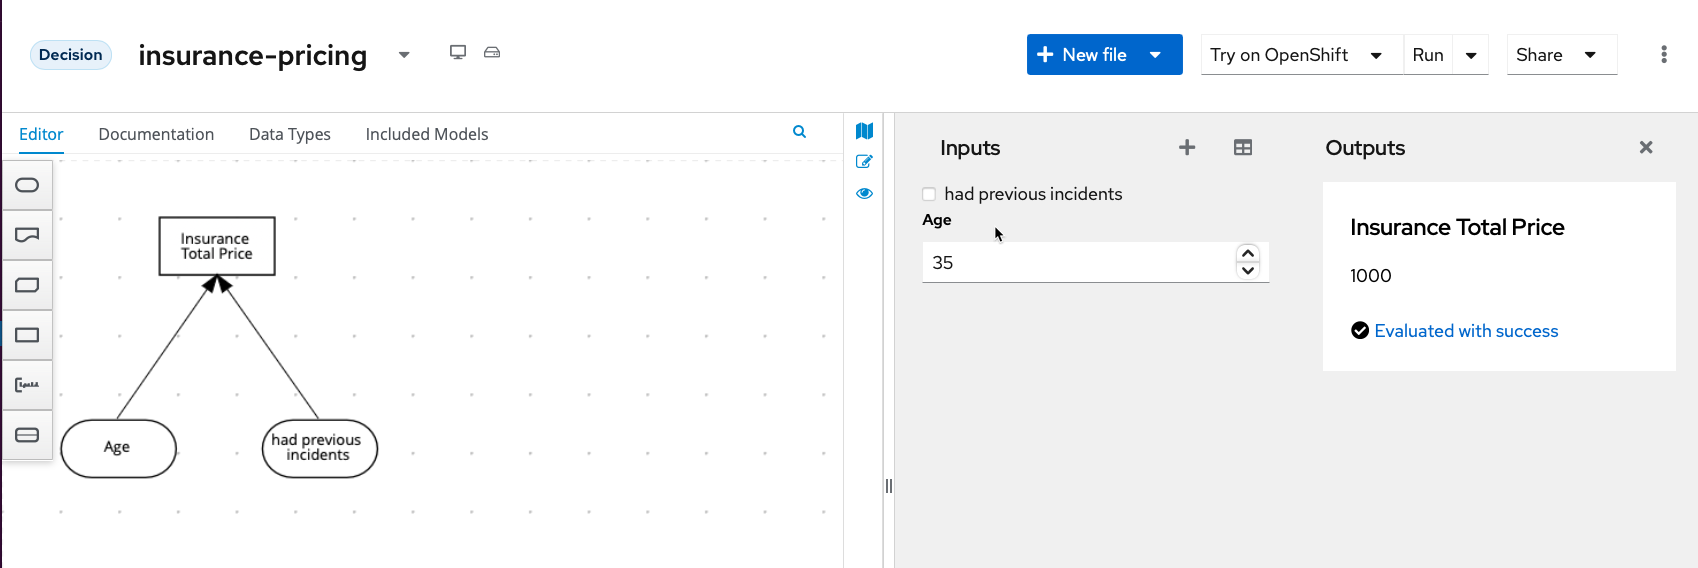 Decision
insurance-pricing
New file
Try on OpenShift
Run
Share
Editor
Documentation
Data Types
Included Models
Insurance
Total Price
Age
had previous
incidents
Inputs
had previous incidents
Age
35
Outputs
Insurance Total Price
1000
Evaluated with success